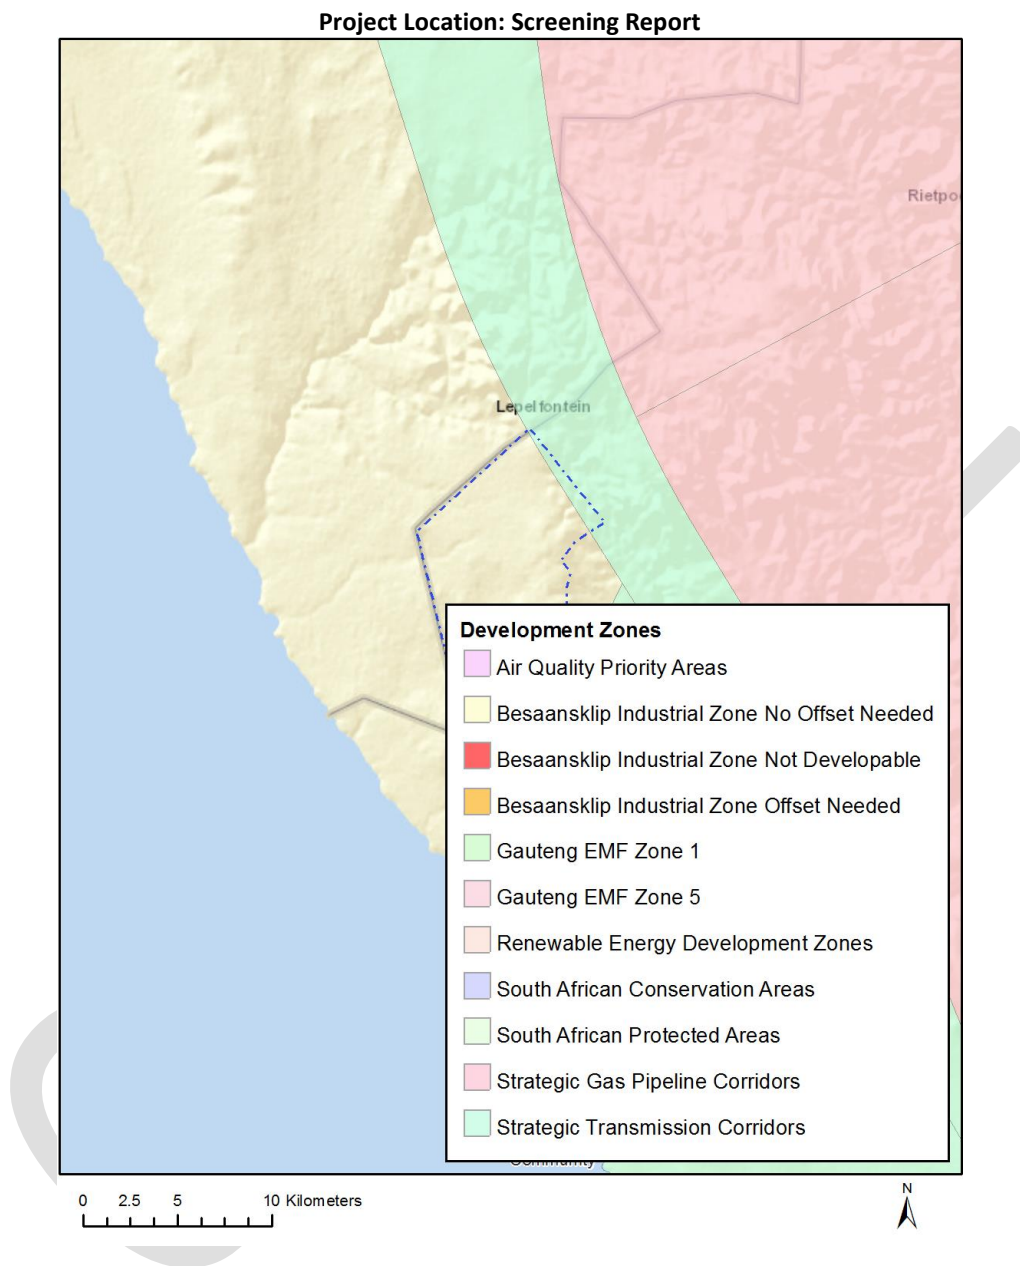 Project Location: Screening Report
Rietpoo
Lepelfontein
Development Zones
Air Quality Priority Areas
Besaansklip Industrial Zone No Offset Needed
Besaansklip Industrial Zone Not Developable
Besaansklip Industrial Zone Offset Needed
Gauteng EMF Zone 1
Gauteng EMF Zone 5
Renewable Energy Development Zones
South African Conservation Areas
South African Protected Areas
Strategic Gas Pipeline Corridors
Strategic Transmission Corridors
Community
0 2.5 5 10 Kilometers
N